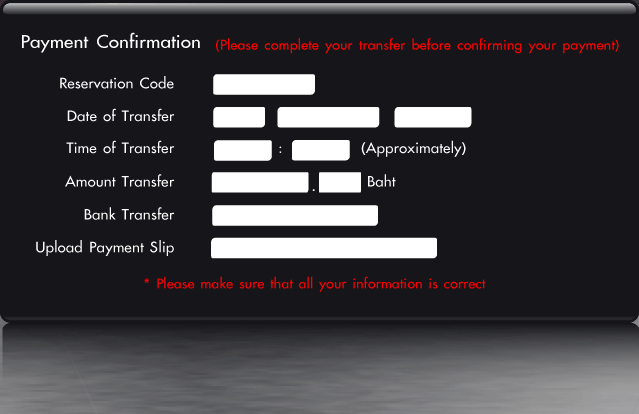 Payment Confirmation (Please complete your transfer before confirming your payment)
Reservation Code
Date of Transfer
Time of Transfer : (Approximately)
Amount Transfer . Baht
Bank Transfer
Upload Payment Slip
* Please make sure that all your information is correct